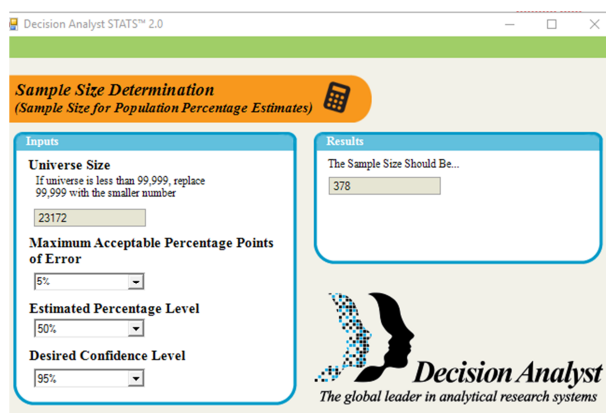 Decision Analyst STATS™ 2.0
Sample Size Determination
(Sample Size for Population Percentage Estimates)
Inputs
Universe Size
If universe is less than 99,999, replace
99,999 with the smaller number
23172
Maximum Acceptable Percentage Points
of Error
5%
Estimated Percentage Level
50%
Desired Confidence Level
95%
Results
The Sample Size Should Be...
378
Decision Analyst
The global leader in analytical research systems